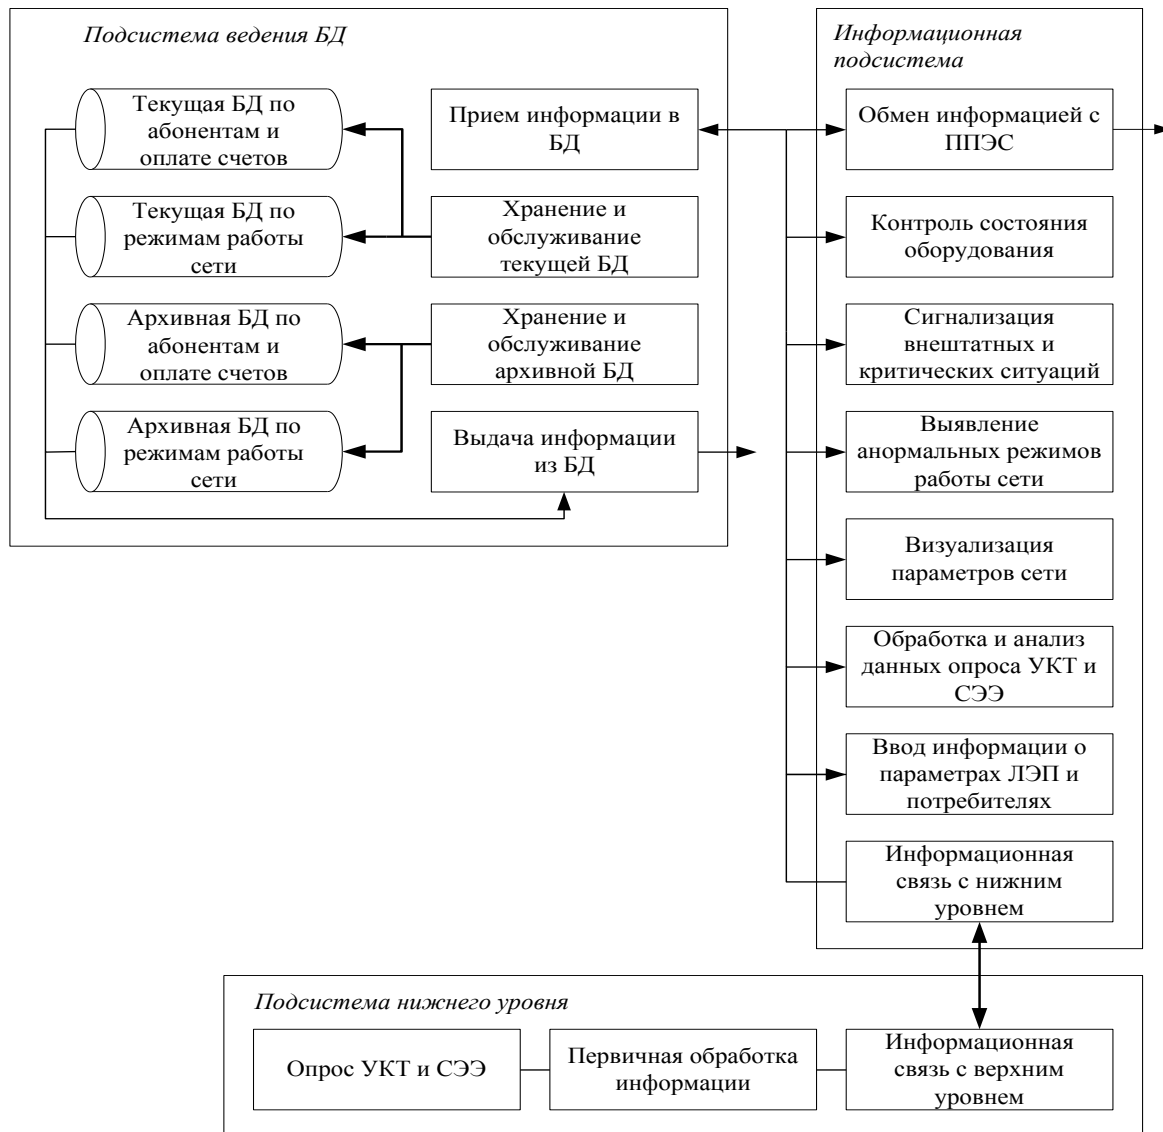 Подсистема ведения БД
Текущая БД по
абонентам и
оплате счетов
Прием информации в
БД
Текущая БД по
режимам работы
сети
Хранение и
обслуживание
текущей БД
Архивная БД по
абонентам и
оплате счетов
Хранение и
обслуживание
архивной БД
Архивная БД по
режимам работы
сети
Выдача информации
из БД
Информационная
подсистема
Обмен информацией с
ППЭС
Контроль состояния
оборудования
Сигнализация
внештатных и
критических ситуаций
Выявление
анормальных режимов
работы сети
Визуализация
параметров сети
Обработка и анализ
данных опроса УКТ и
СЭЭ
Ввод информации о
параметрах ЛЭП и
потребителях
Информационная
связь с нижним
уровнем
Подсистема нижнего уровня
Опрос УКТ и СЭЭ
Первичная обработка
информации
Информационная
связь с верхним
уровнем